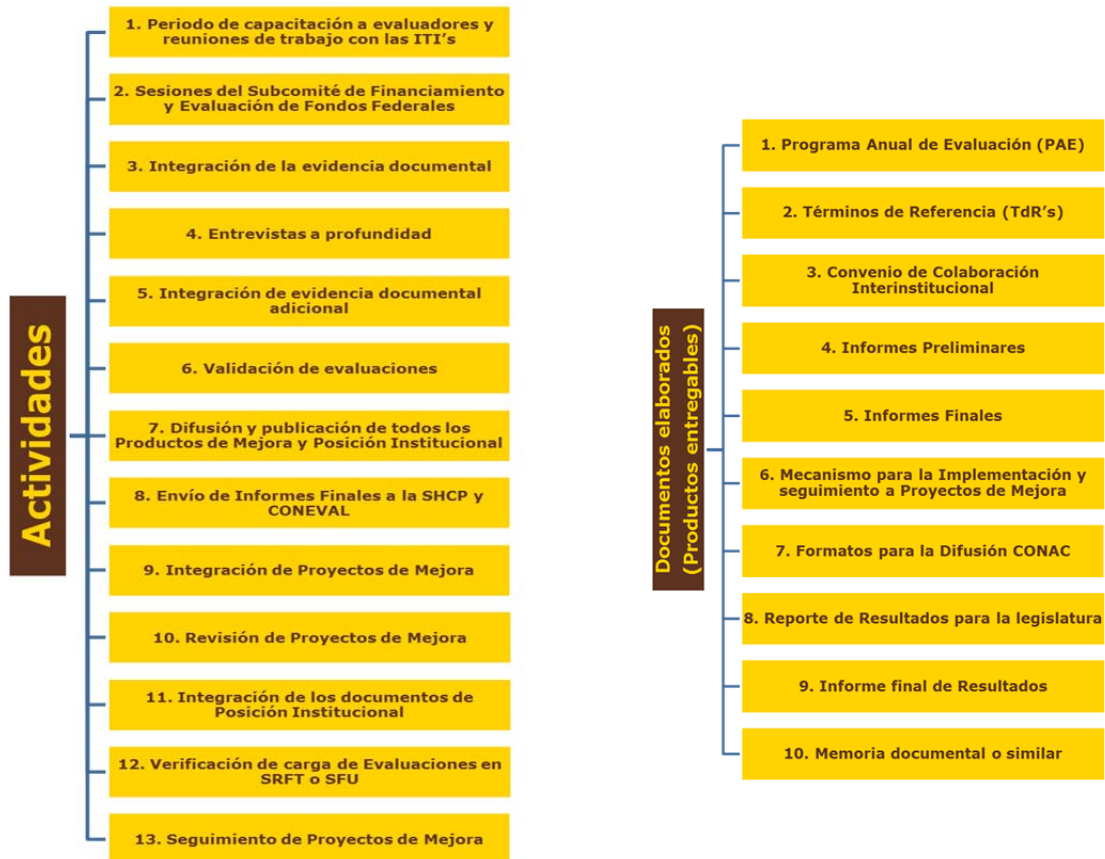 Actividades
1. Periodo de capacitación a evaluadores y
reuniones de trabajo con las ITI's
2. Sesiones del Subcomité de Financiamiento
y Evaluación de Fondos Federales
3. Integración de la evidencia documental
4. Entrevistas a profundidad
5. Integración de evidencia documental
adicional
6. Validación de evaluaciones
7. Difusión y publicación de todos los
Productos de Mejora y Posición Institucional
8. Envío de Informes Finales a la SHCP y
CONEVAL
9. Integración de Proyectos de Mejora
10. Revisión de Proyectos de Mejora
11. Integración de los documentos de
Posición Institucional
12. Verificación de carga de Evaluaciones en
SRFT o SFU
13. Seguimiento de Proyectos de Mejora
Documentos elaborados
(Productos entregables)
1. Programa Anual de Evaluación (PAE)
2. Términos de Referencia (TdR's)
3. Convenio de Colaboración
Interinstitucional
4. Informes Preliminares
5. Informes Finales
6. Mecanismo para la Implementación y
seguimiento a Proyectos de Mejora
7. Formatos para la Difusión CONAC
8. Reporte de Resultados para la legislatura
9. Informe final de Resultados
10. Memoria documental o similar